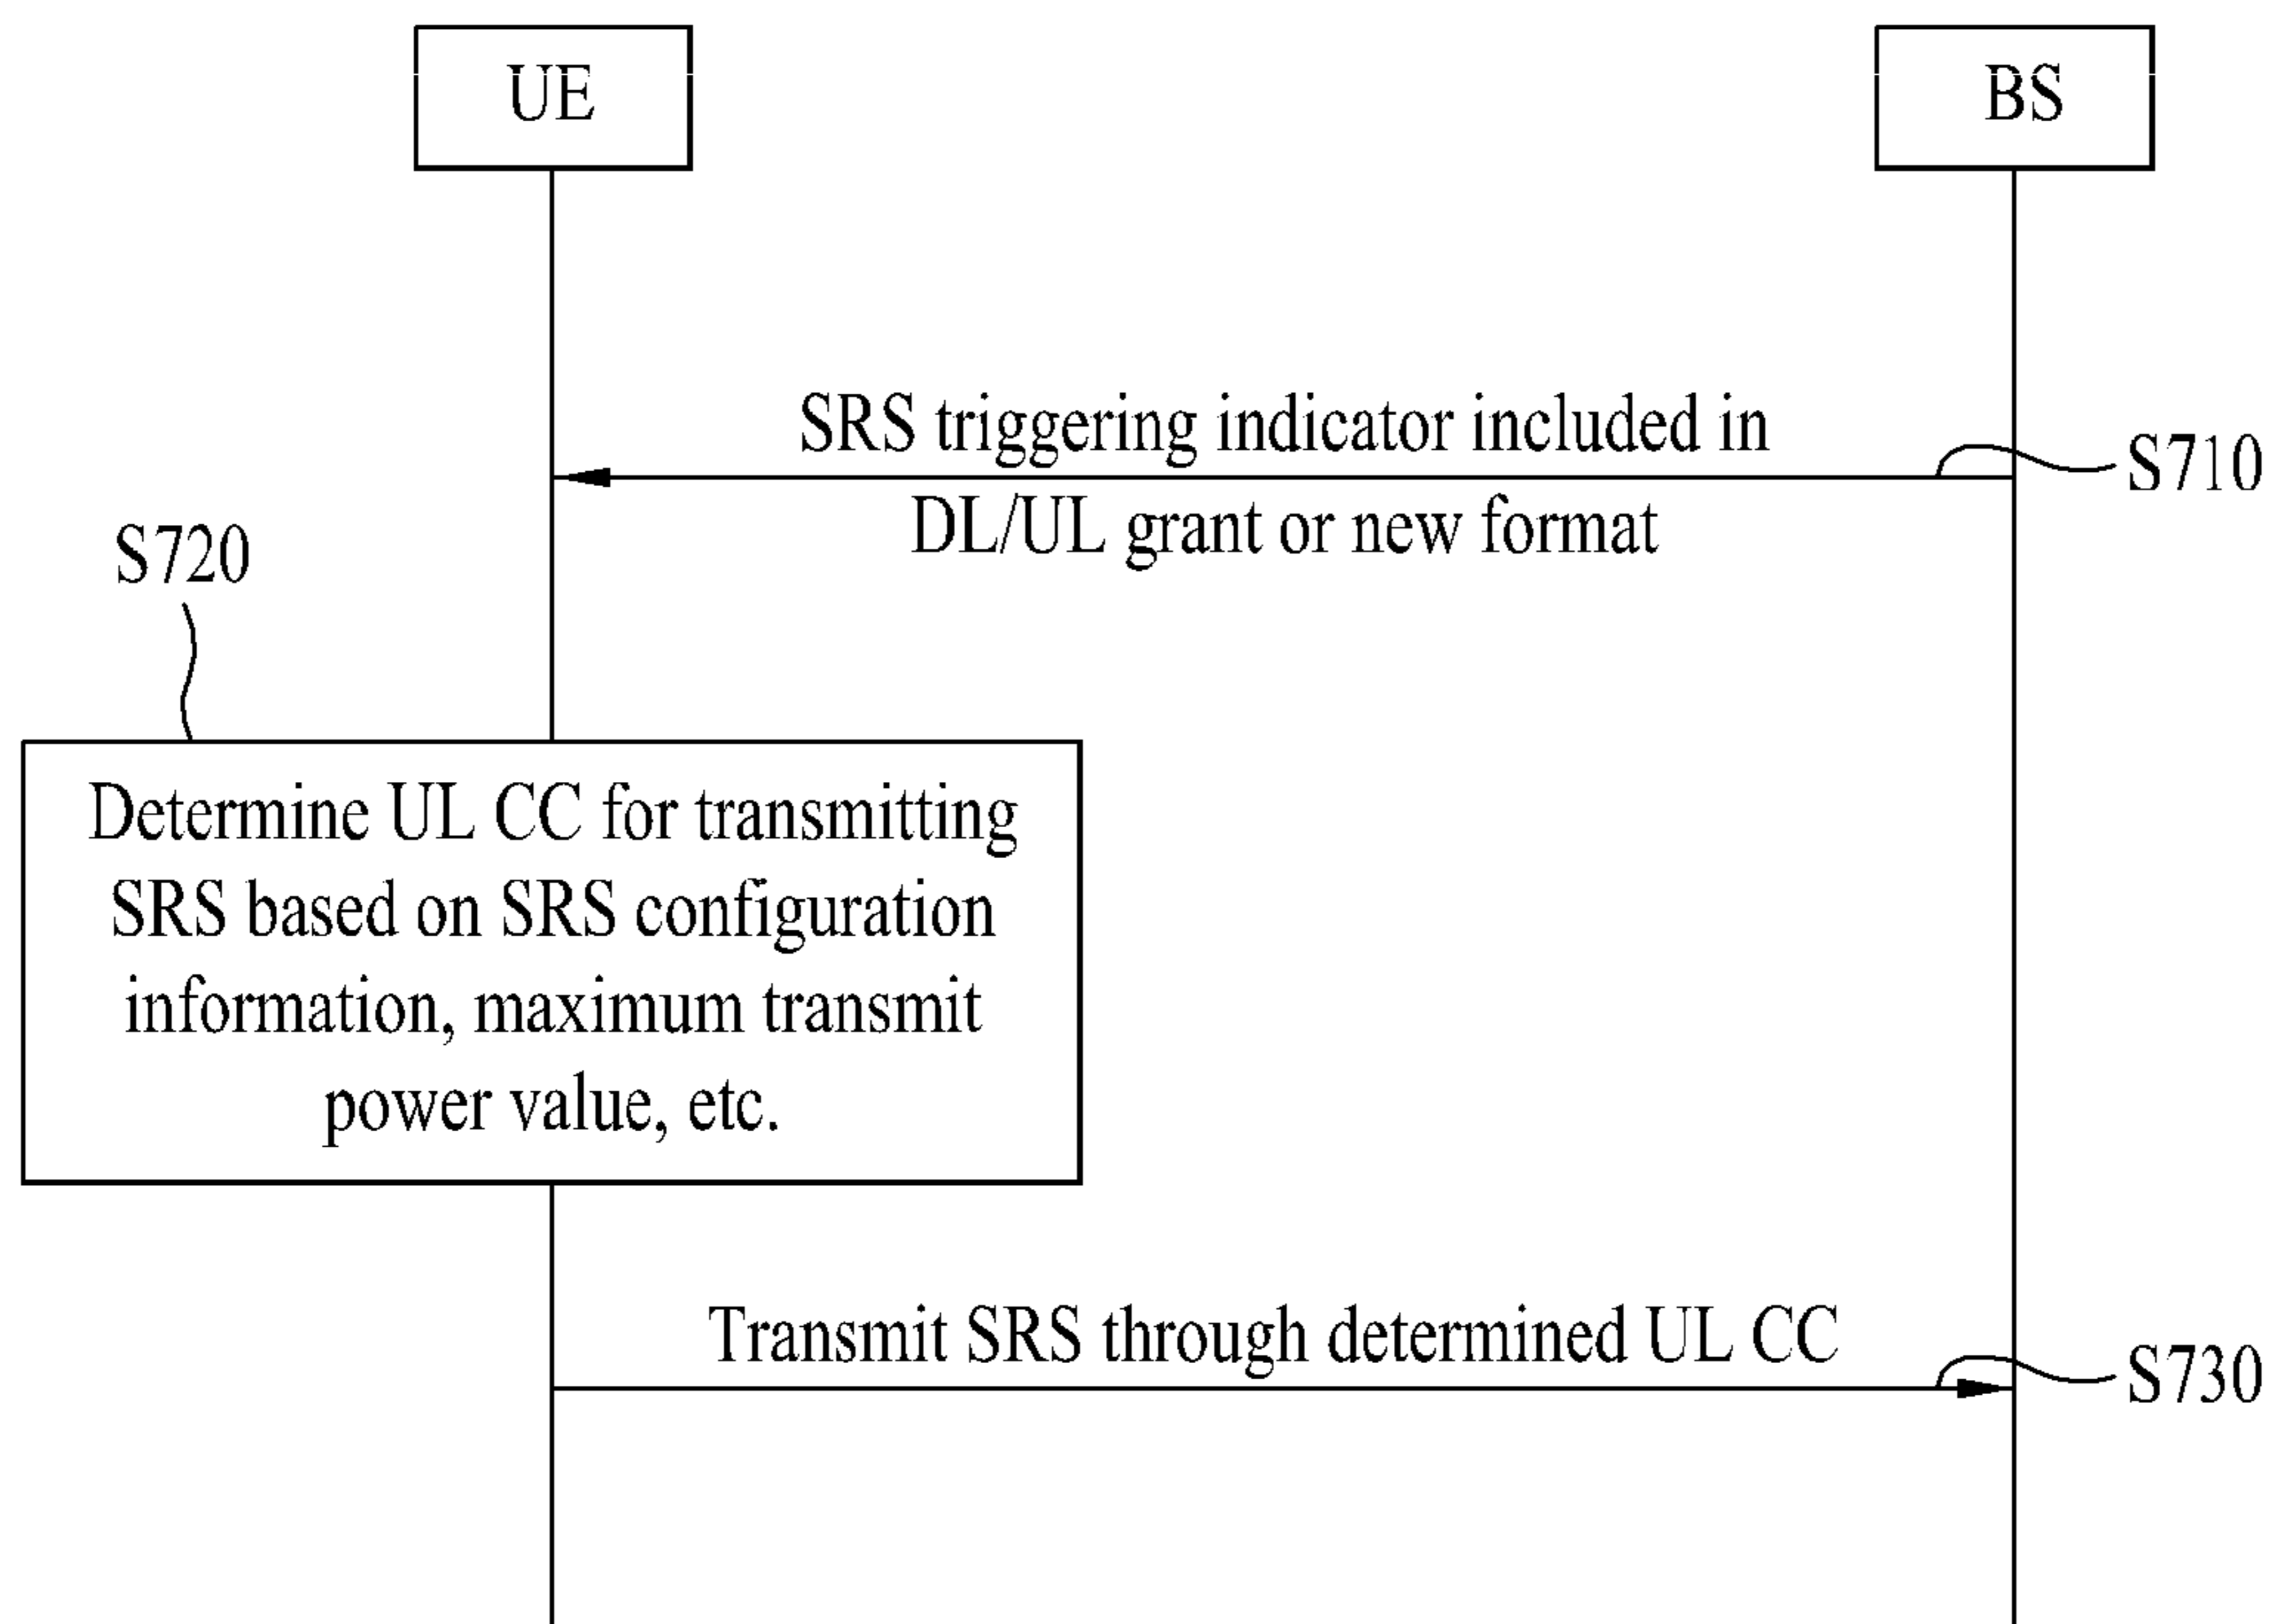 UE
BS
SRS triggering indicator included in
DL/UL grant or new format
S710
S720
Determine UL CC for transmitting
SRS based on SRS configuration
information, maximum transmit
power value, etc.
Transmit SRS through determined UL CC
S730